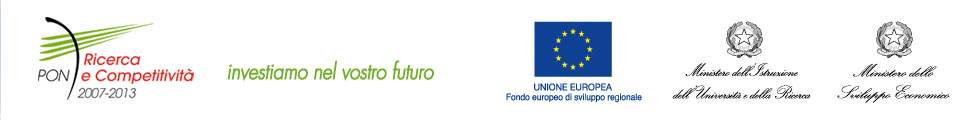 PON Ricerca
e Competitività
2007-2013
investiamo nel vostro futuro
UNIONE EUROPEA
Fondo europeo di sviluppo regionale
Ministero dell'Istruzione
dell'Università e della Ricerca
Ministero dello
Sviluppo Economico